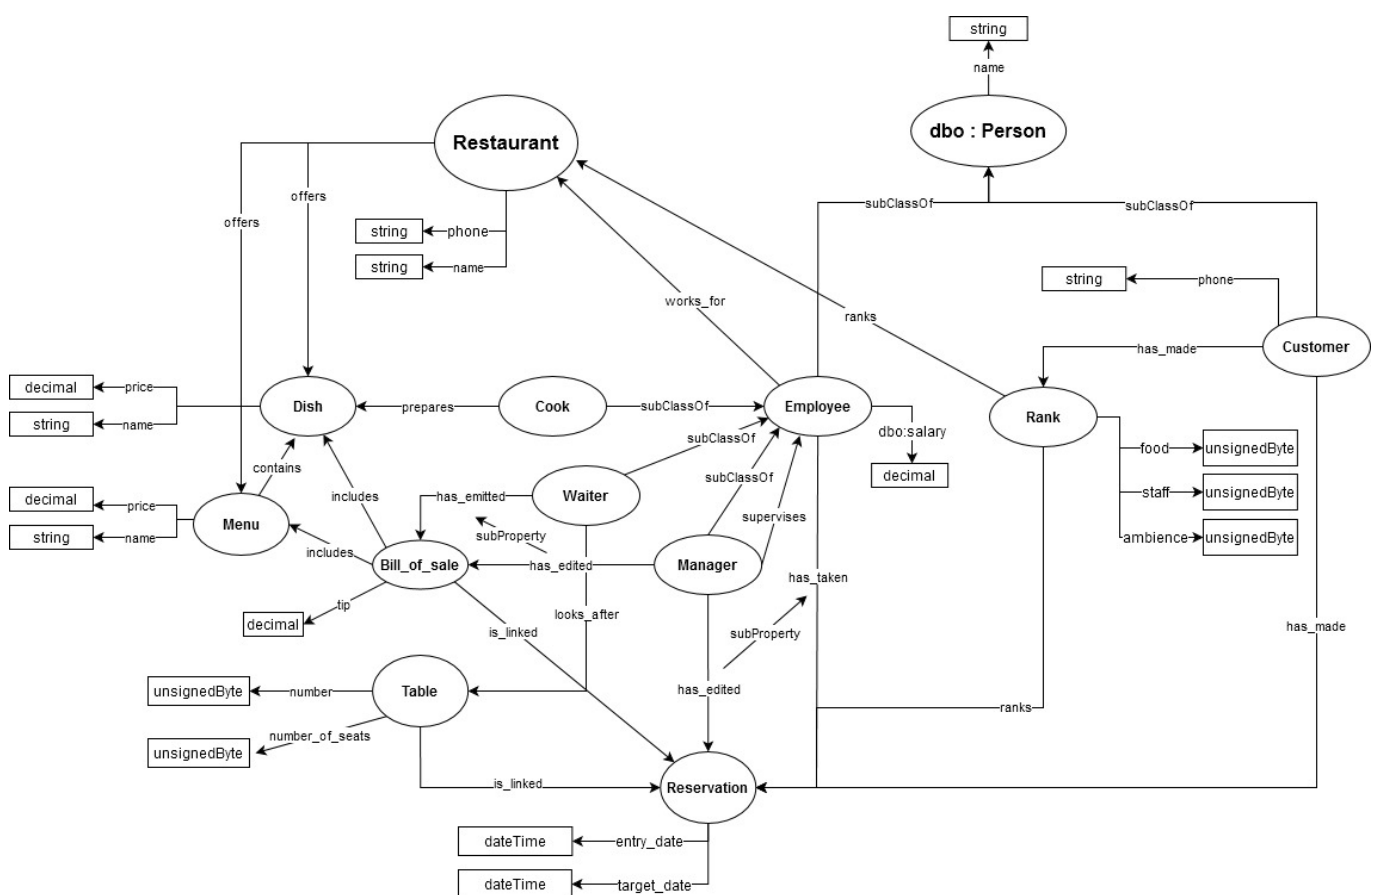 string
name
dbo : Person
Restaurant
offers
offers
subClassOf
subClassOf
string
phone
string
name
string
phone
works_for
ranks
Customer
has_made
decimal
price
string
name
Dish
prepares
Cook
subClassOf
Employee
dbo:salary
decimal
Rank
food
unsignedByte
staff
unsignedByte
ambience
unsignedByte
contains
subClassOf
subClassOf
decimal
price
string
name
Menu
includes
includes
has_emitted
Waiter
supervises
subProperty
Bill_of_sale
has_edited
Manager
has_taken
tip
decimal
looks_after
is_linked
subProperty
has_made
unsignedByte
number
Table
has_edited
number_of_seats
unsignedByte
ranks
is_linked
Reservation
dateTime
entry_date
dateTime
target_date